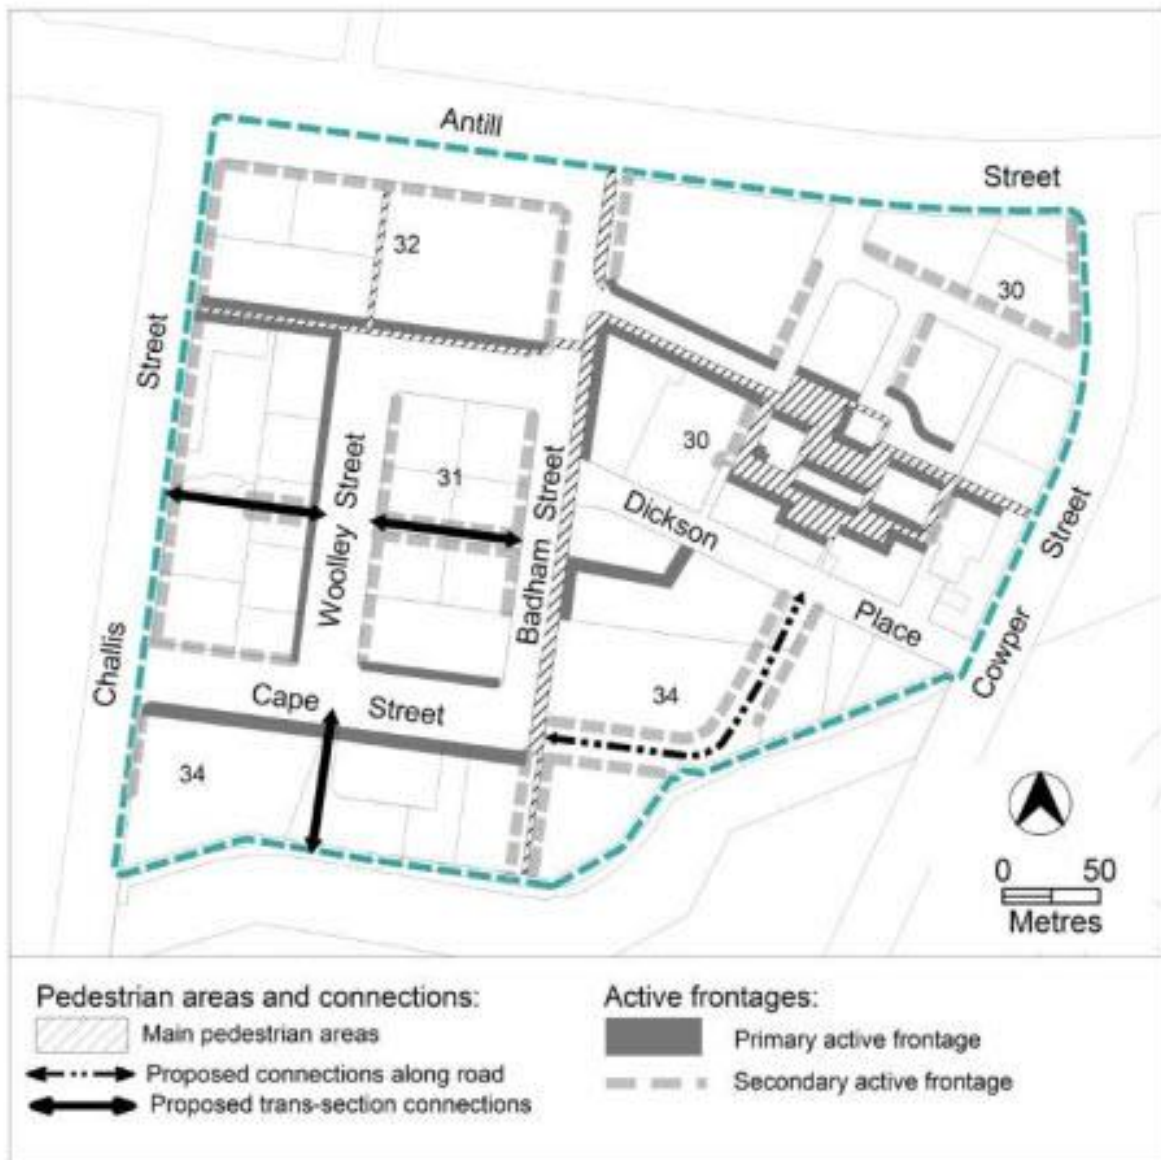 Antill
Street
32
30
Street
31
30
Woolley Street
Badham Street
Dickson
Place
Street
Cowper
Challis
Cape
Street
34
34
0 50
Metres
Pedestrian areas and connections:
Main pedestrian areas
Proposed connections along road
Proposed trans-section connections
Active frontages:
Primary active frontage
Secondary active frontage